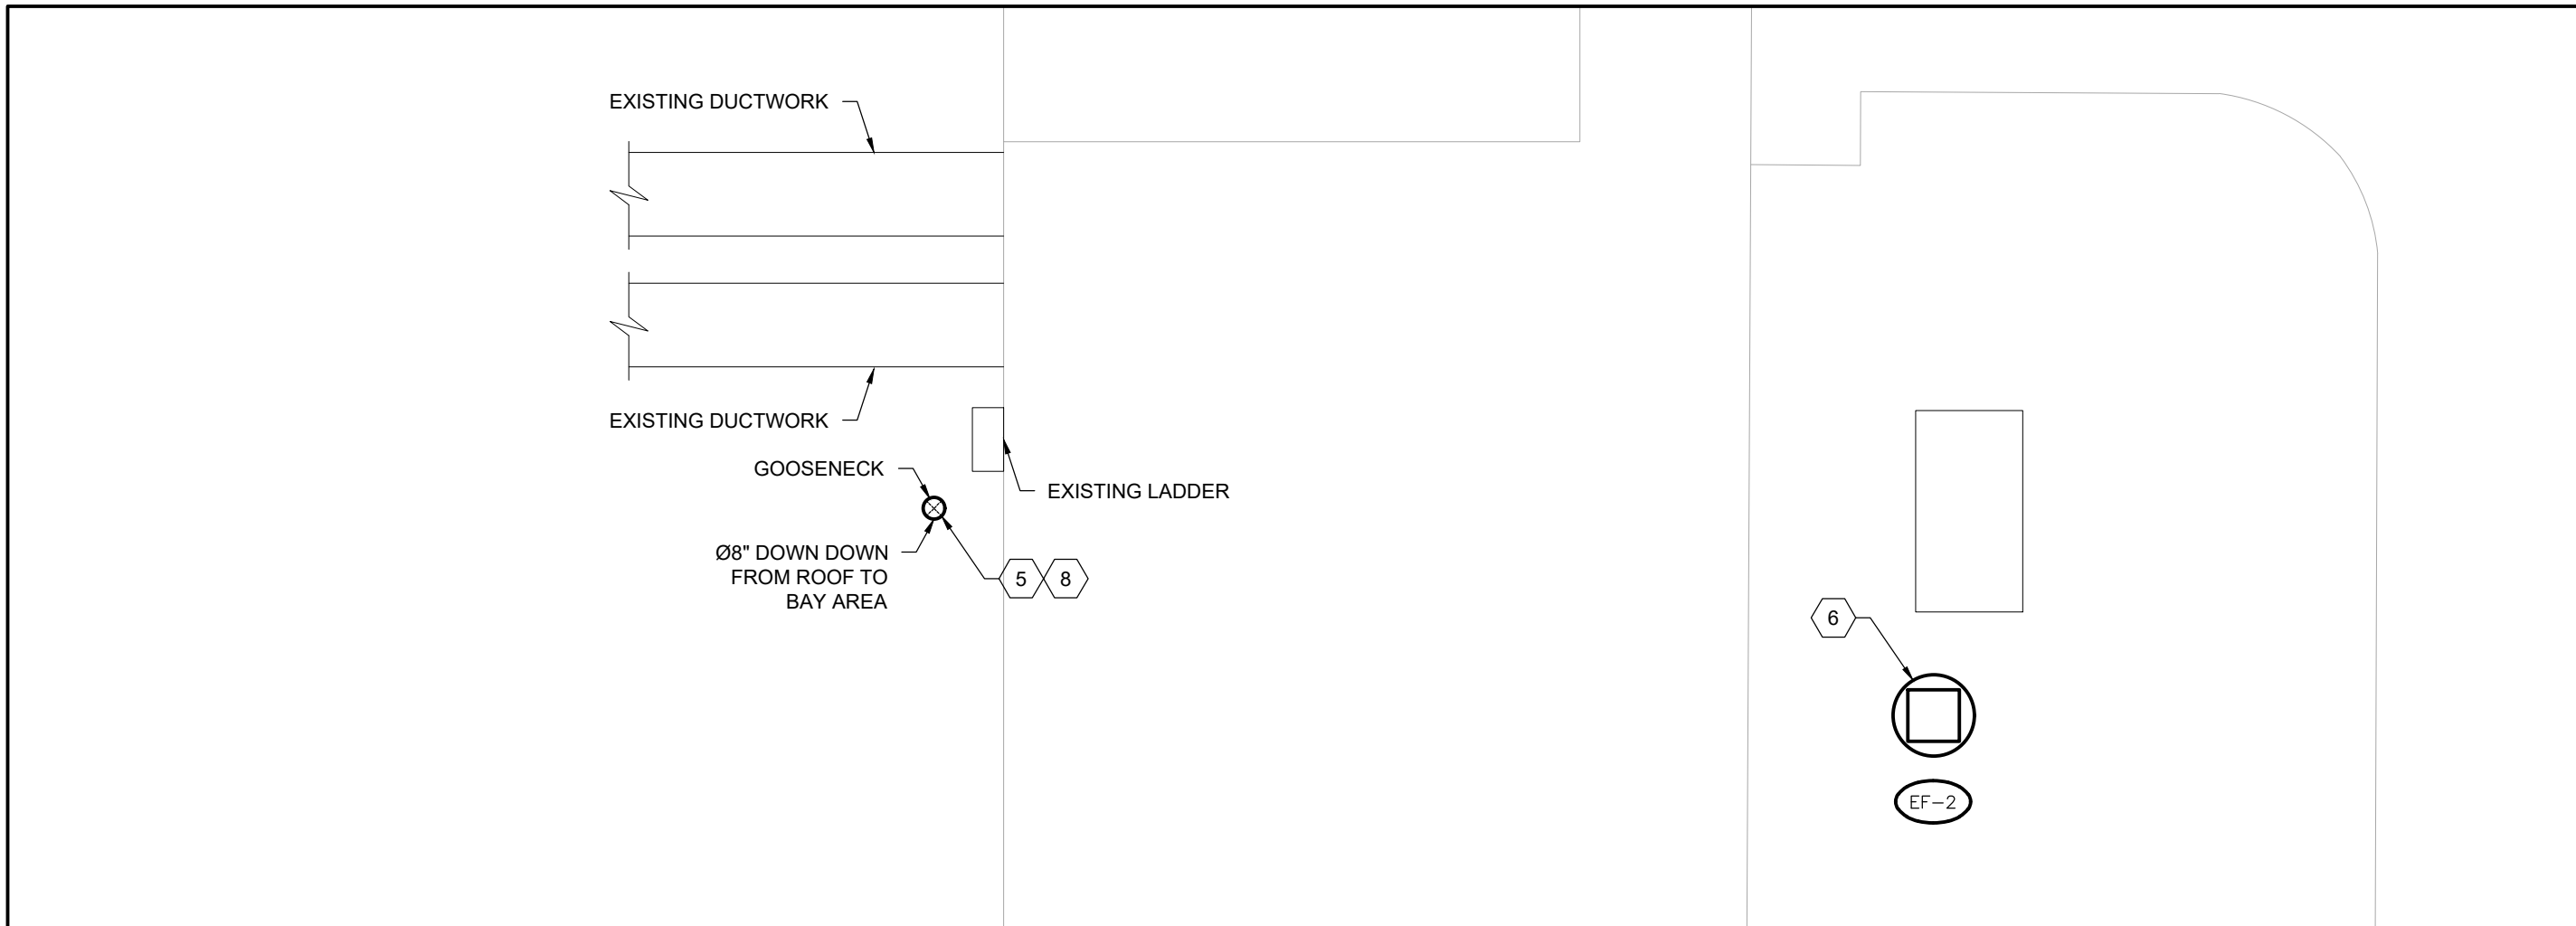 EXISTING DUCTWORK
EXISTING DUCTWORK
GOOSENECK
EXISTING LADDER
Ø8" DOWN DOWN
FROM ROOF TO
BAY AREA
5 8
6
EF-2